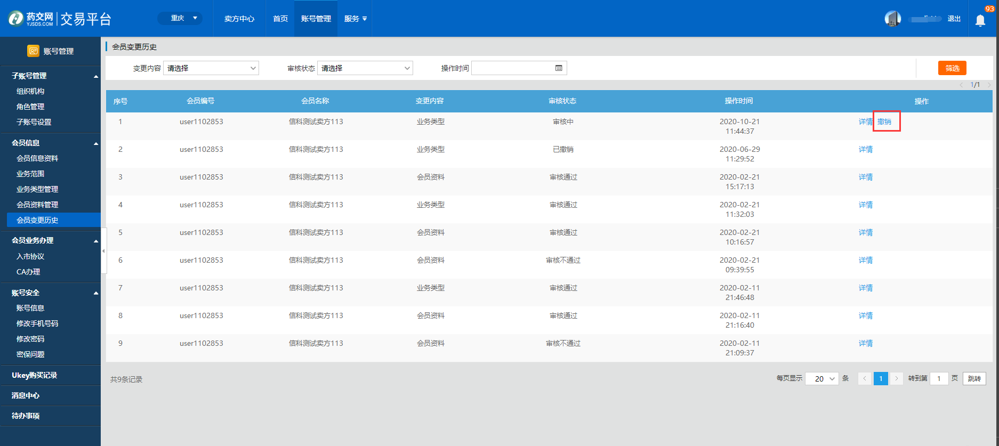 药交网 YJSDS.COM 交易平台 重庆 卖方中心 首页 账号管理 服务 退出 93
账号管理
子账号管理
组织机构
角色管理
子账号设置
会员信息
会员信息资料
业务范围
业务类型管理
会员资料管理
会员变更历史
会员业务办理
入市协议
CA办理
账号安全
账号信息
修改手机号码
修改密码
密保问题
Ukey购买记录
消息中心
待办事项
会员变更历史
变更内容 请选择 审核状态 请选择 操作时间 筛选
1/1
序号 会员编号 会员名称 变更内容 审核状态 操作时间 操作
1 user1102853 信科测试卖方113 业务类型 审核中 2020-10-21 详情 撤销
11:44:37
2 user1102853 信科测试卖方113 业务类型 已撤销 2020-06-29 详情
11:29:52
3 user1102853 信科测试卖方113 会员资料 审核通过 2020-02-21 详情
15:17:13
4 user1102853 信科测试卖方113 业务类型 审核通过 2020-02-21 详情
11:32:03
5 user1102853 信科测试卖方113 会员资料 审核通过 2020-02-21 详情
10:16:57
6 user1102853 信科测试卖方113 会员资料 审核不通过 2020-02-21 详情
09:39:55
7 user1102853 信科测试卖方113 业务类型 审核通过 2020-02-11 详情
21:46:48
8 user1102853 信科测试卖方113 会员资料 审核通过 2020-02-11 详情
21:16:40
9 user1102853 信科测试卖方113 会员资料 审核不通过 2020-02-11 详情
21:09:37
共9条记录 每页显示 20 条 1 转到第 1 页 跳转